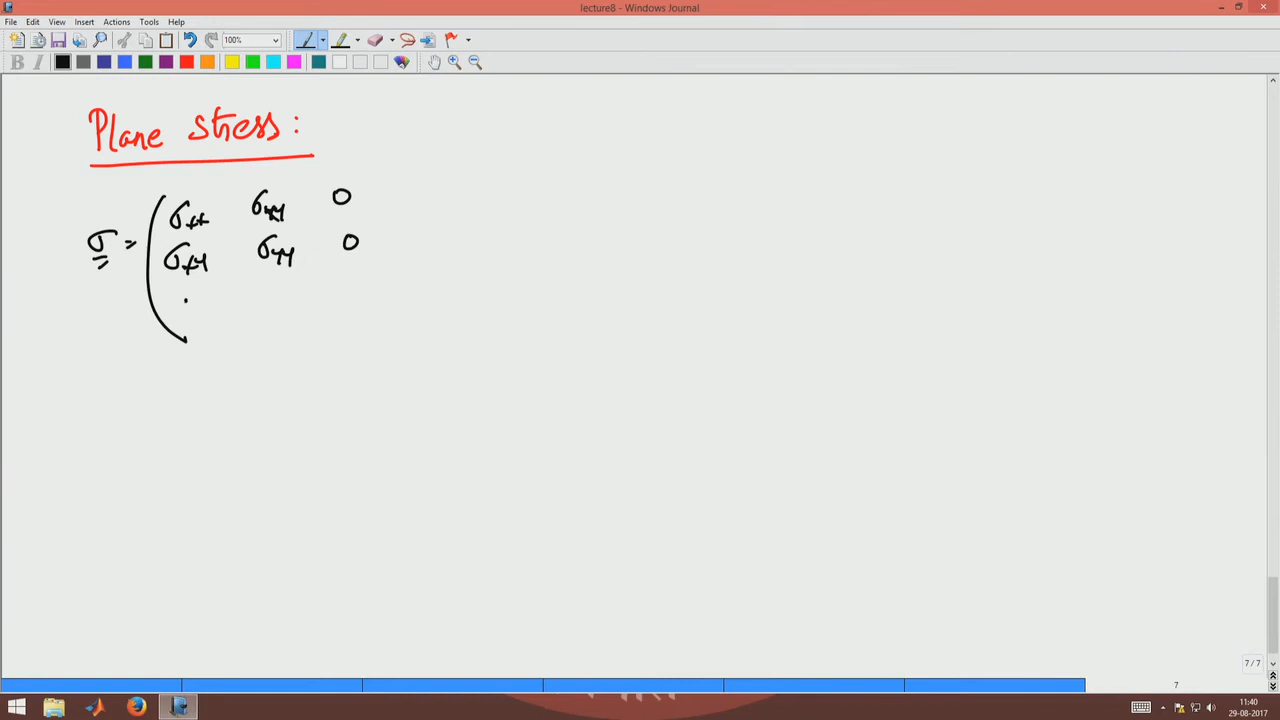 lecture8 - Windows Journal
File Edit View Insert Actions Tools Help
100%
B I
Plane stress:
σ = ( σxx σxy 0
σxy σyy 0
7 / 7
7
11:40
29-08-2017